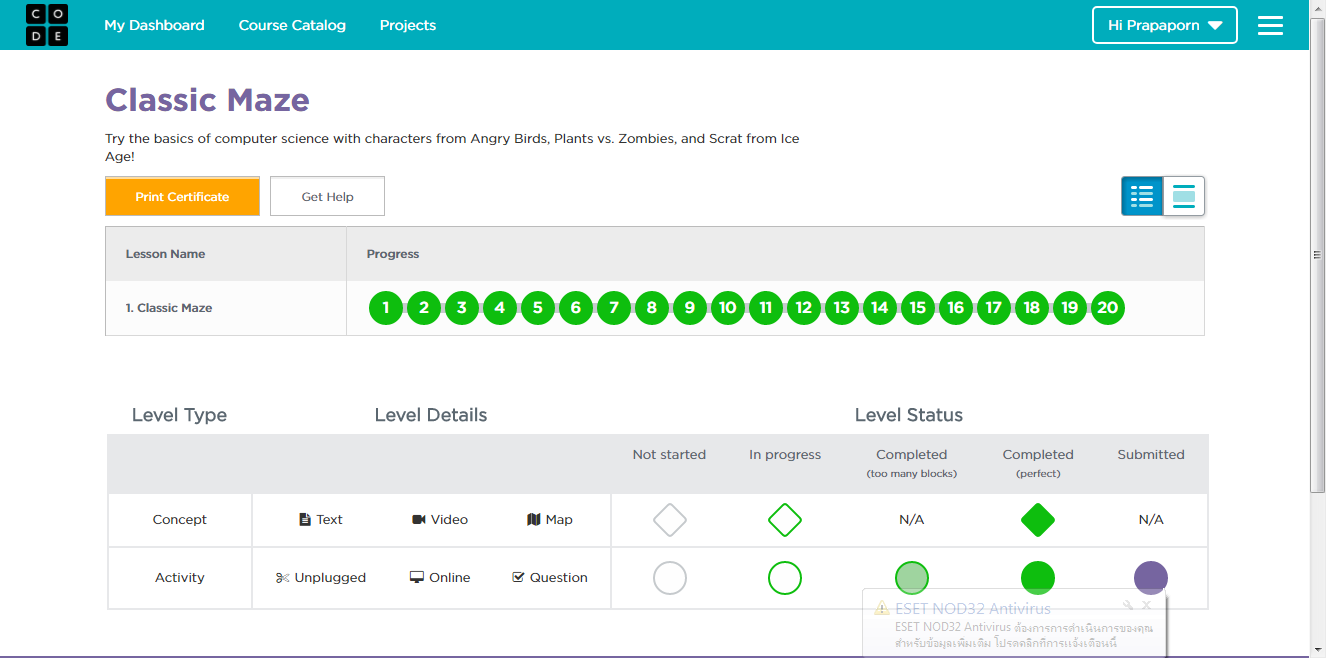 CO
DE
My Dashboard Course Catalog Projects Hi Prapaporn
Classic Maze
Try the basics of computer science with characters from Angry Birds, Plants vs. Zombies, and Scrat from Ice
Age!
Print Certificate Get Help
Lesson Name Progress
1. Classic Maze 1 2 3 4 5 6 7 8 9 10 11 12 13 14 15 16 17 18 19 20
Level Type Level Details Level Status
Not started In progress Completed Completed Submitted
(too many blocks) (perfect)
Concept Text Video Map N/A N/A
Activity Unplugged Online Question
ESET NOD32 Antivirus
ESET NOD32 Antivirus ต้องการการดำเนินการของคุณ
สำหรับข้อมูลเพิ่มเติม โปรดคลิกที่การแจ้งเตือนนี้